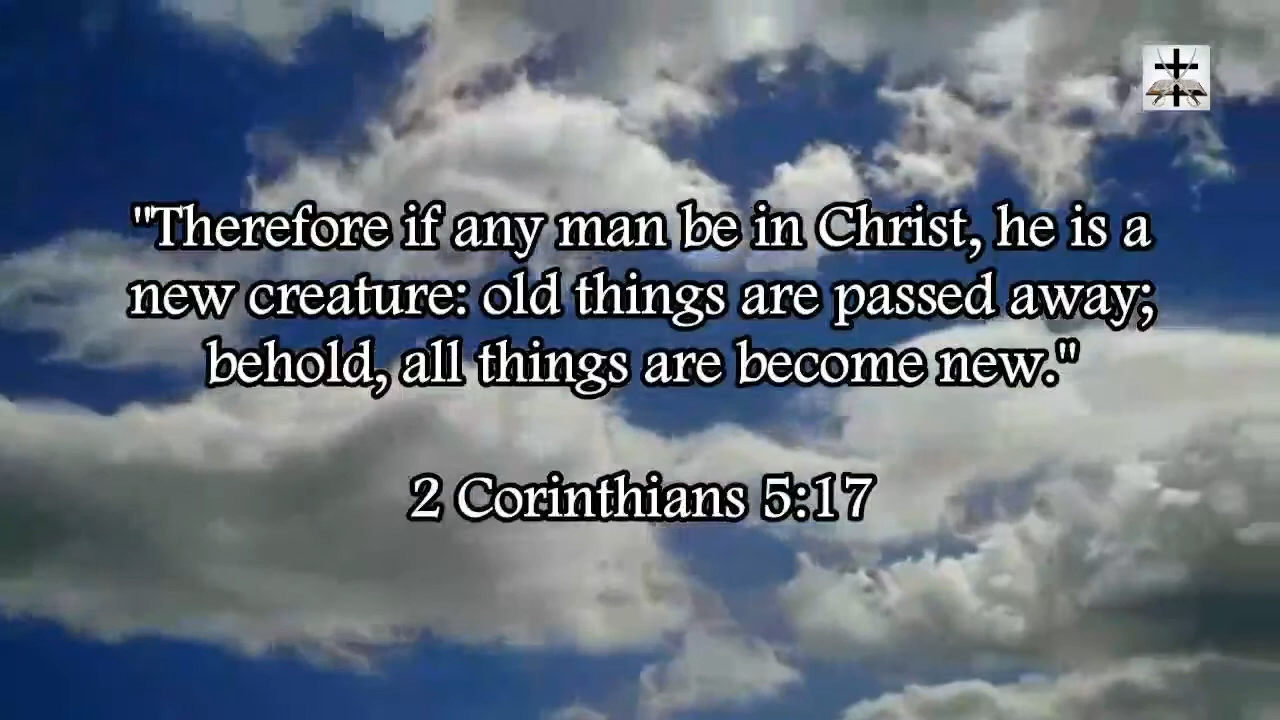 "Therefore if any man be in Christ, he is a
new creature: old things are passed away;
behold, all things are become new."
2 Corinthians 5:17